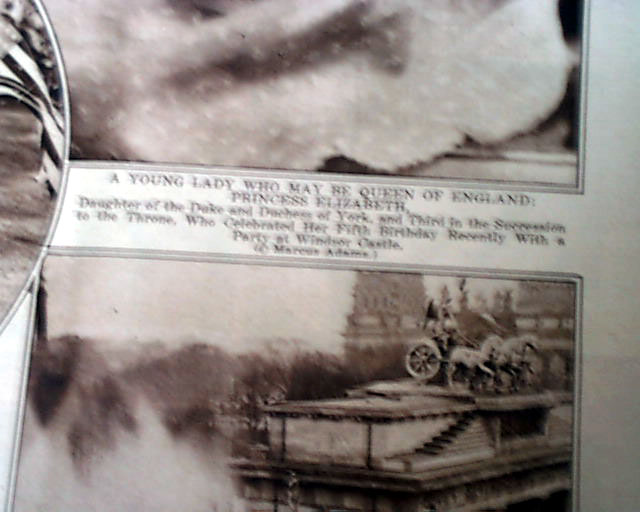 A YOUNG LADY WHO MAY BE QUEEN OF ENGLAND:
PRINCESS ELIZABETH,
Daughter of the Duke and Duchess of York, and Third in the Succession
to the Throne, Who Celebrated Her Fifth Birthday Recently With a
Party at Windsor Castle.
(© Marcus Adams.)